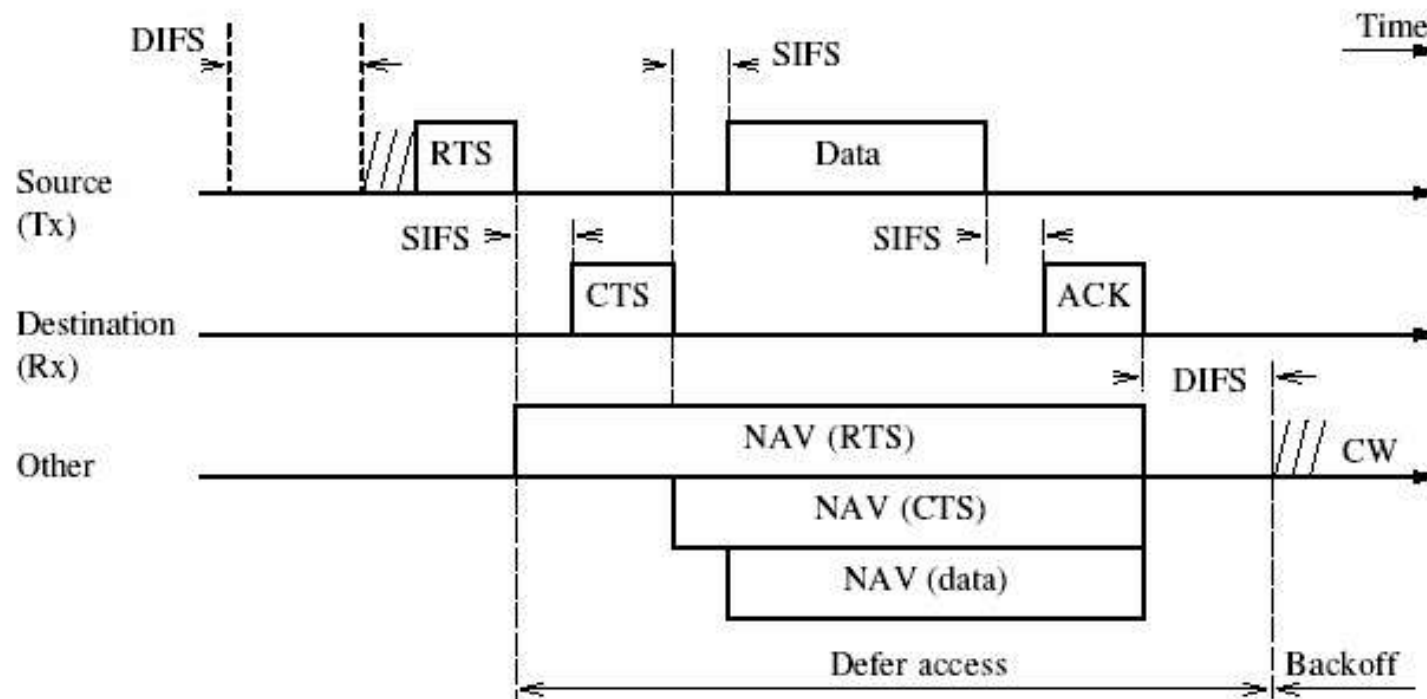 DIFS
SIFS
Time
RTS
Data
Source
(Tx)
SIFS
SIFS
CTS
ACK
Destination
(Rx)
DIFS
NAV (RTS)
Other
CW
NAV (CTS)
NAV (data)
Defer access
Backoff